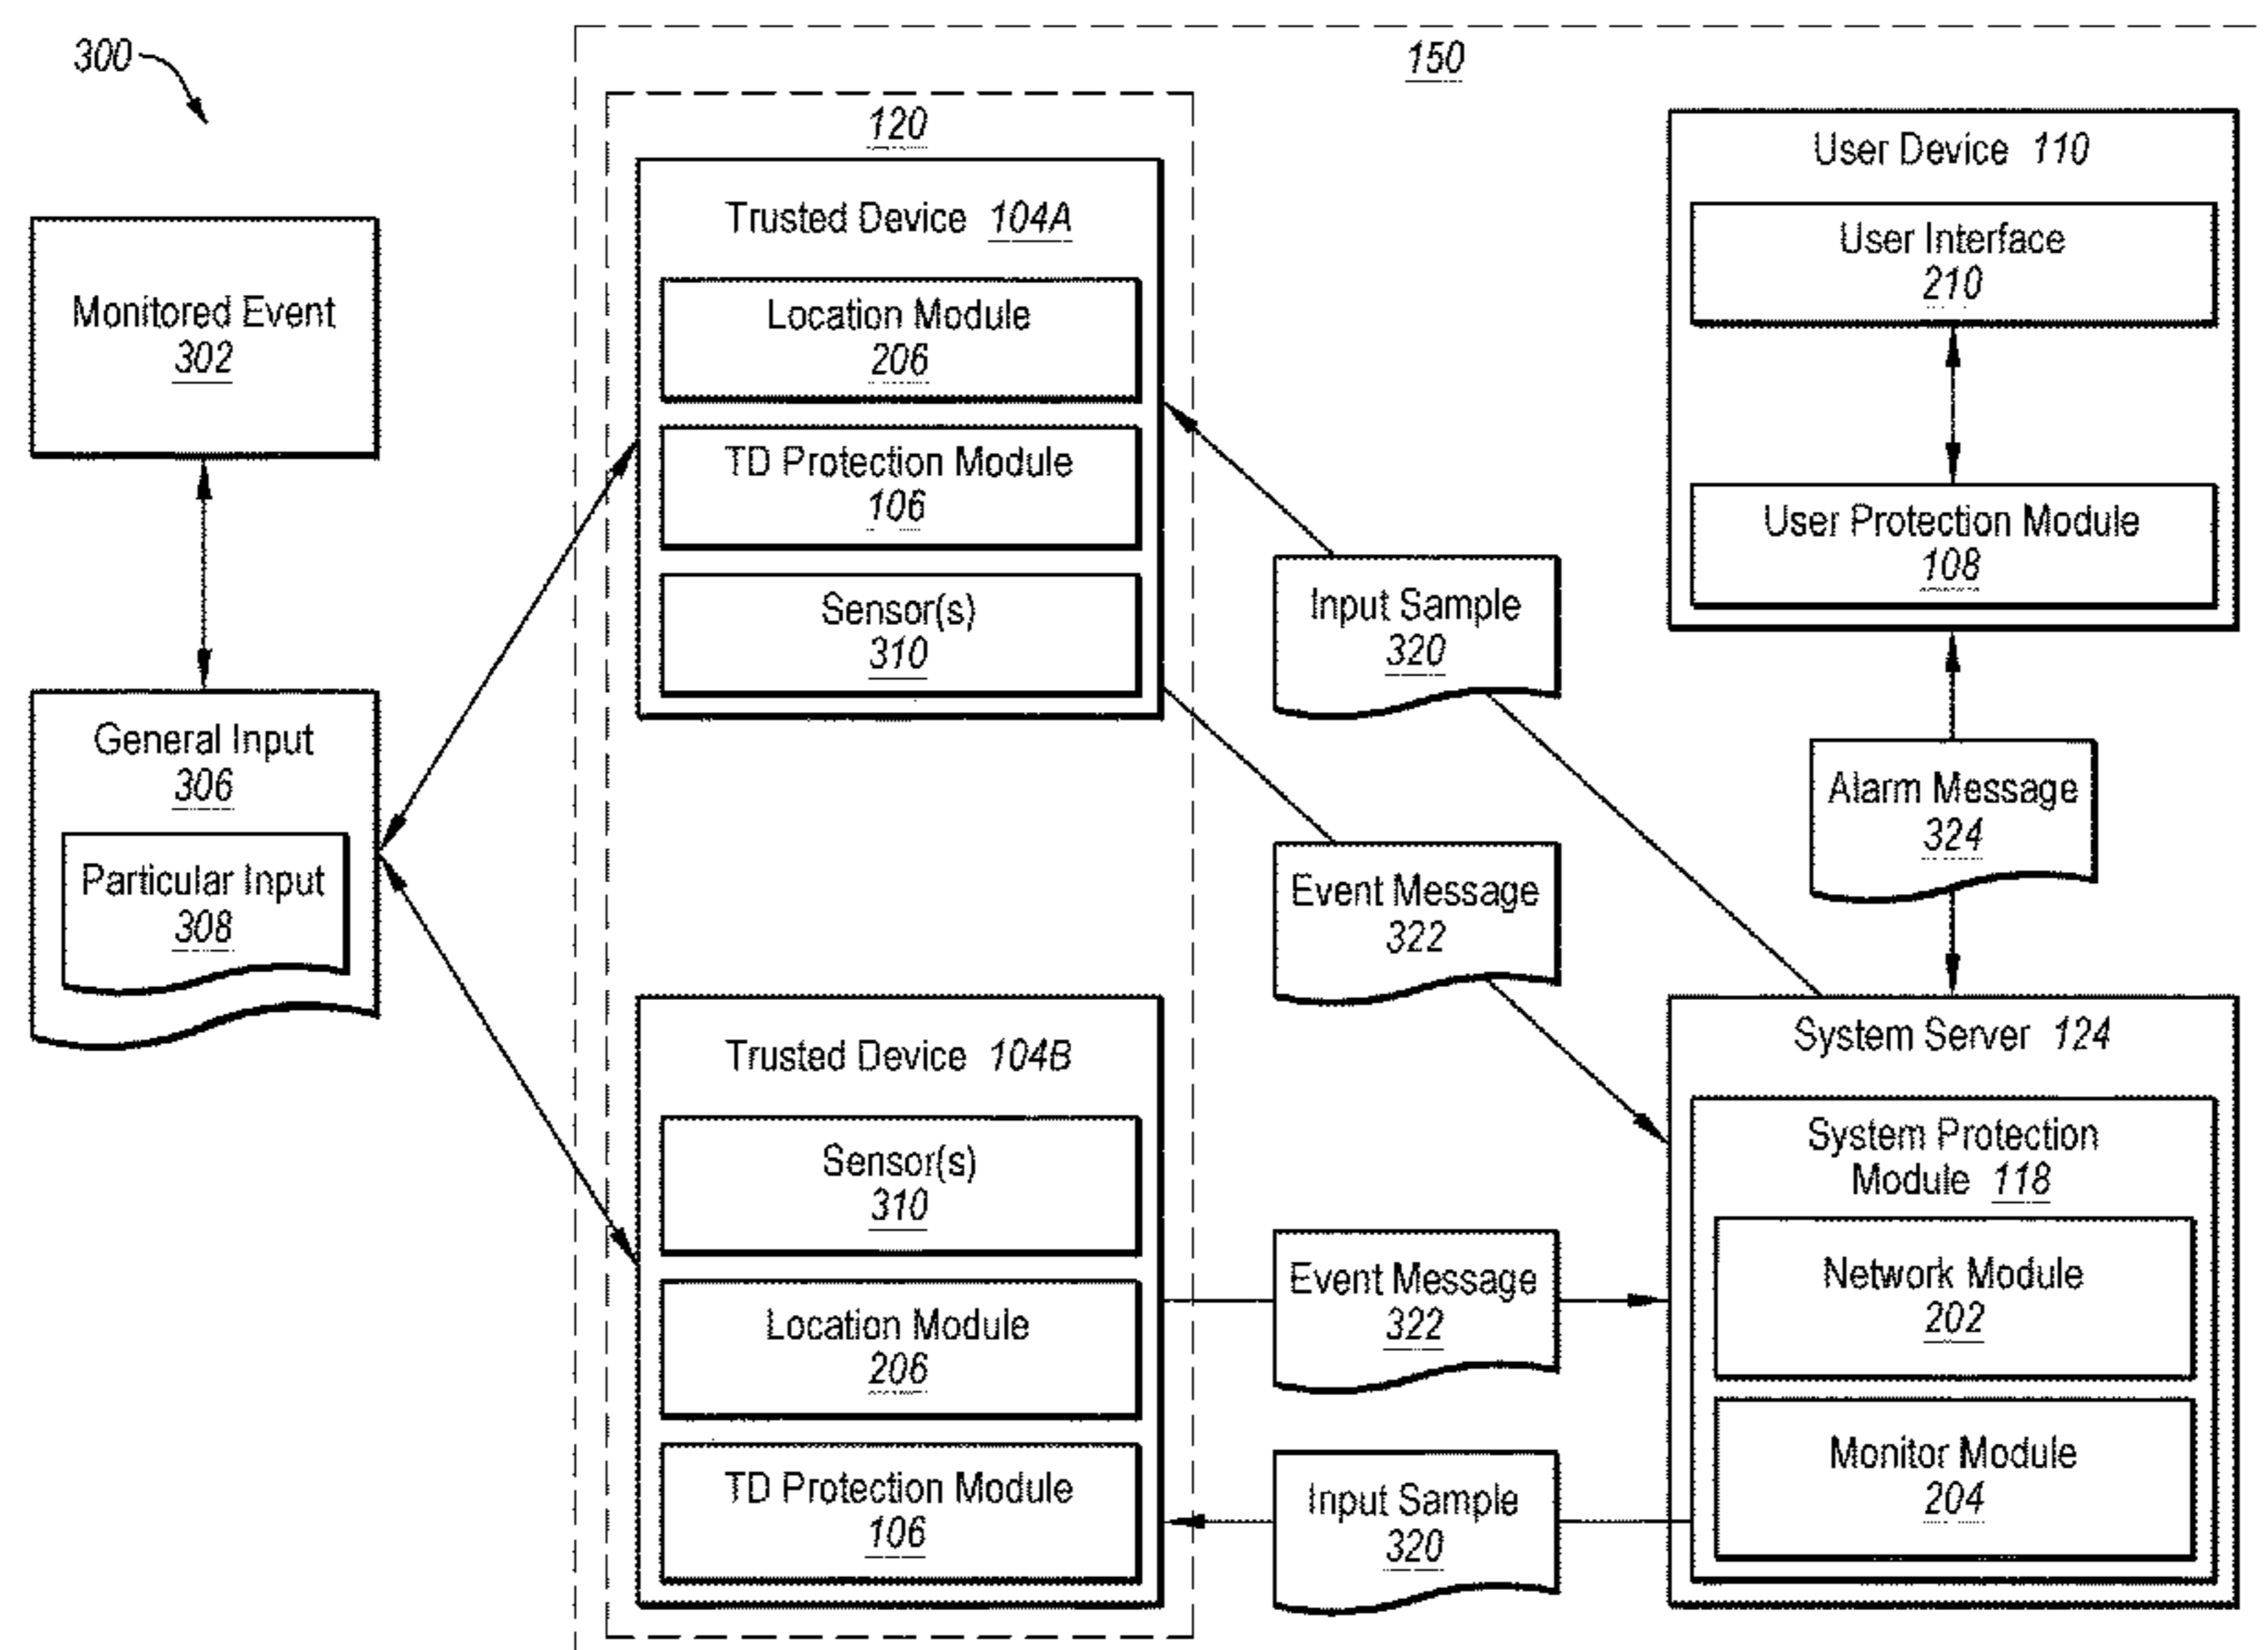 300
150
120
Monitored Event
302
General Input
306
Particular Input
308
Trusted Device 104A
Location Module
206
TD Protection Module
106
Sensor(s)
310
Trusted Device 104B
Sensor(s)
310
Location Module
206
TD Protection Module
106
Input Sample
320
Event Message
322
Event Message
322
Input Sample
320
User Device 110
User Interface
210
User Protection Module
108
Alarm Message
324
System Server 124
System Protection
Module 118
Network Module
202
Monitor Module
204